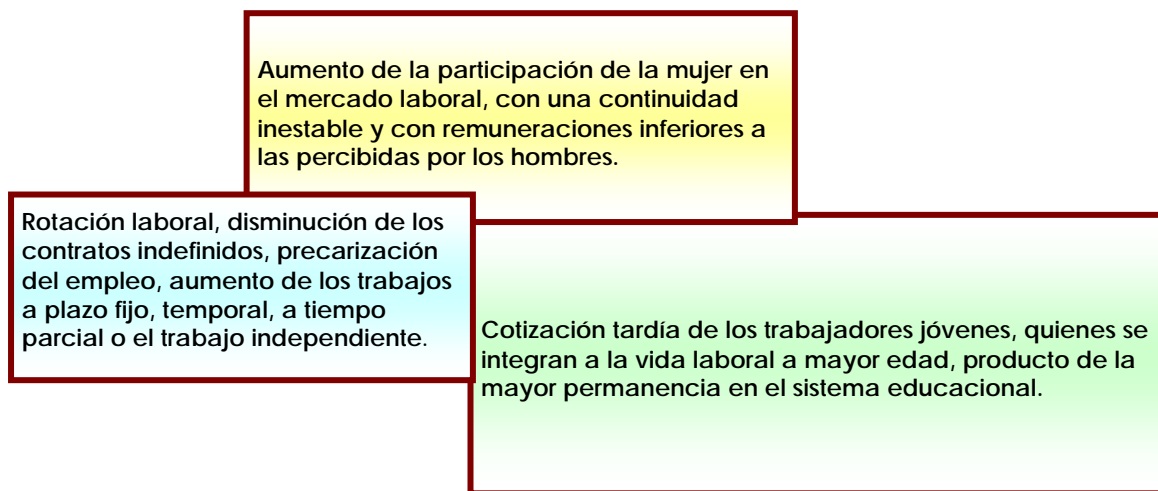 Aumento de la participación de la mujer en
el mercado laboral, con una continuidad
inestable y con remuneraciones inferiores a
las percibidas por los hombres.
Rotación laboral, disminución de los
contratos indefinidos, precarización
del empleo, aumento de los trabajos
a plazo fijo, temporal, a tiempo
parcial o el trabajo independiente.
Cotización tardía de los trabajadores jóvenes, quienes se
integran a la vida laboral a mayor edad, producto de la
mayor permanencia en el sistema educacional.